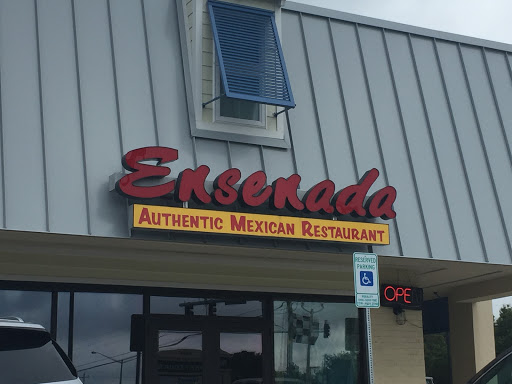 Ensenada
AUTHENTIC MEXICAN RESTAURANT
RESERVED
PARKING
OPE